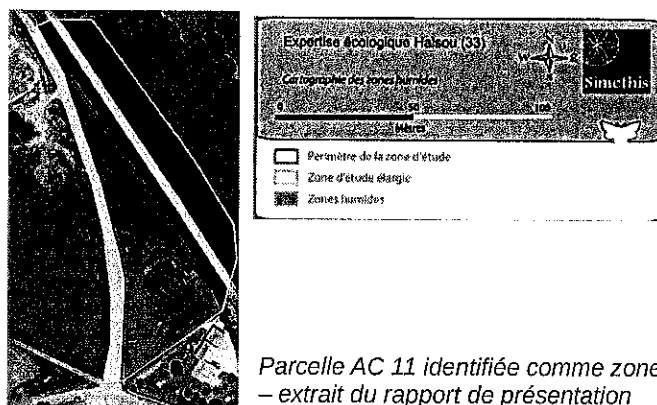 Expertise écologique Halsou (33)
Cartographie des zones humides
0 50 100
Mètres
Simethis
Périmètre de la zone d'étude
Zone d'étude élargie
Zones humides
Parcelle AC 11 identifiée comme zone
– extrait du rapport de présentation